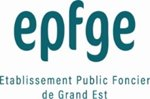 epfge
Etablissement Public Foncier
de Grand Est